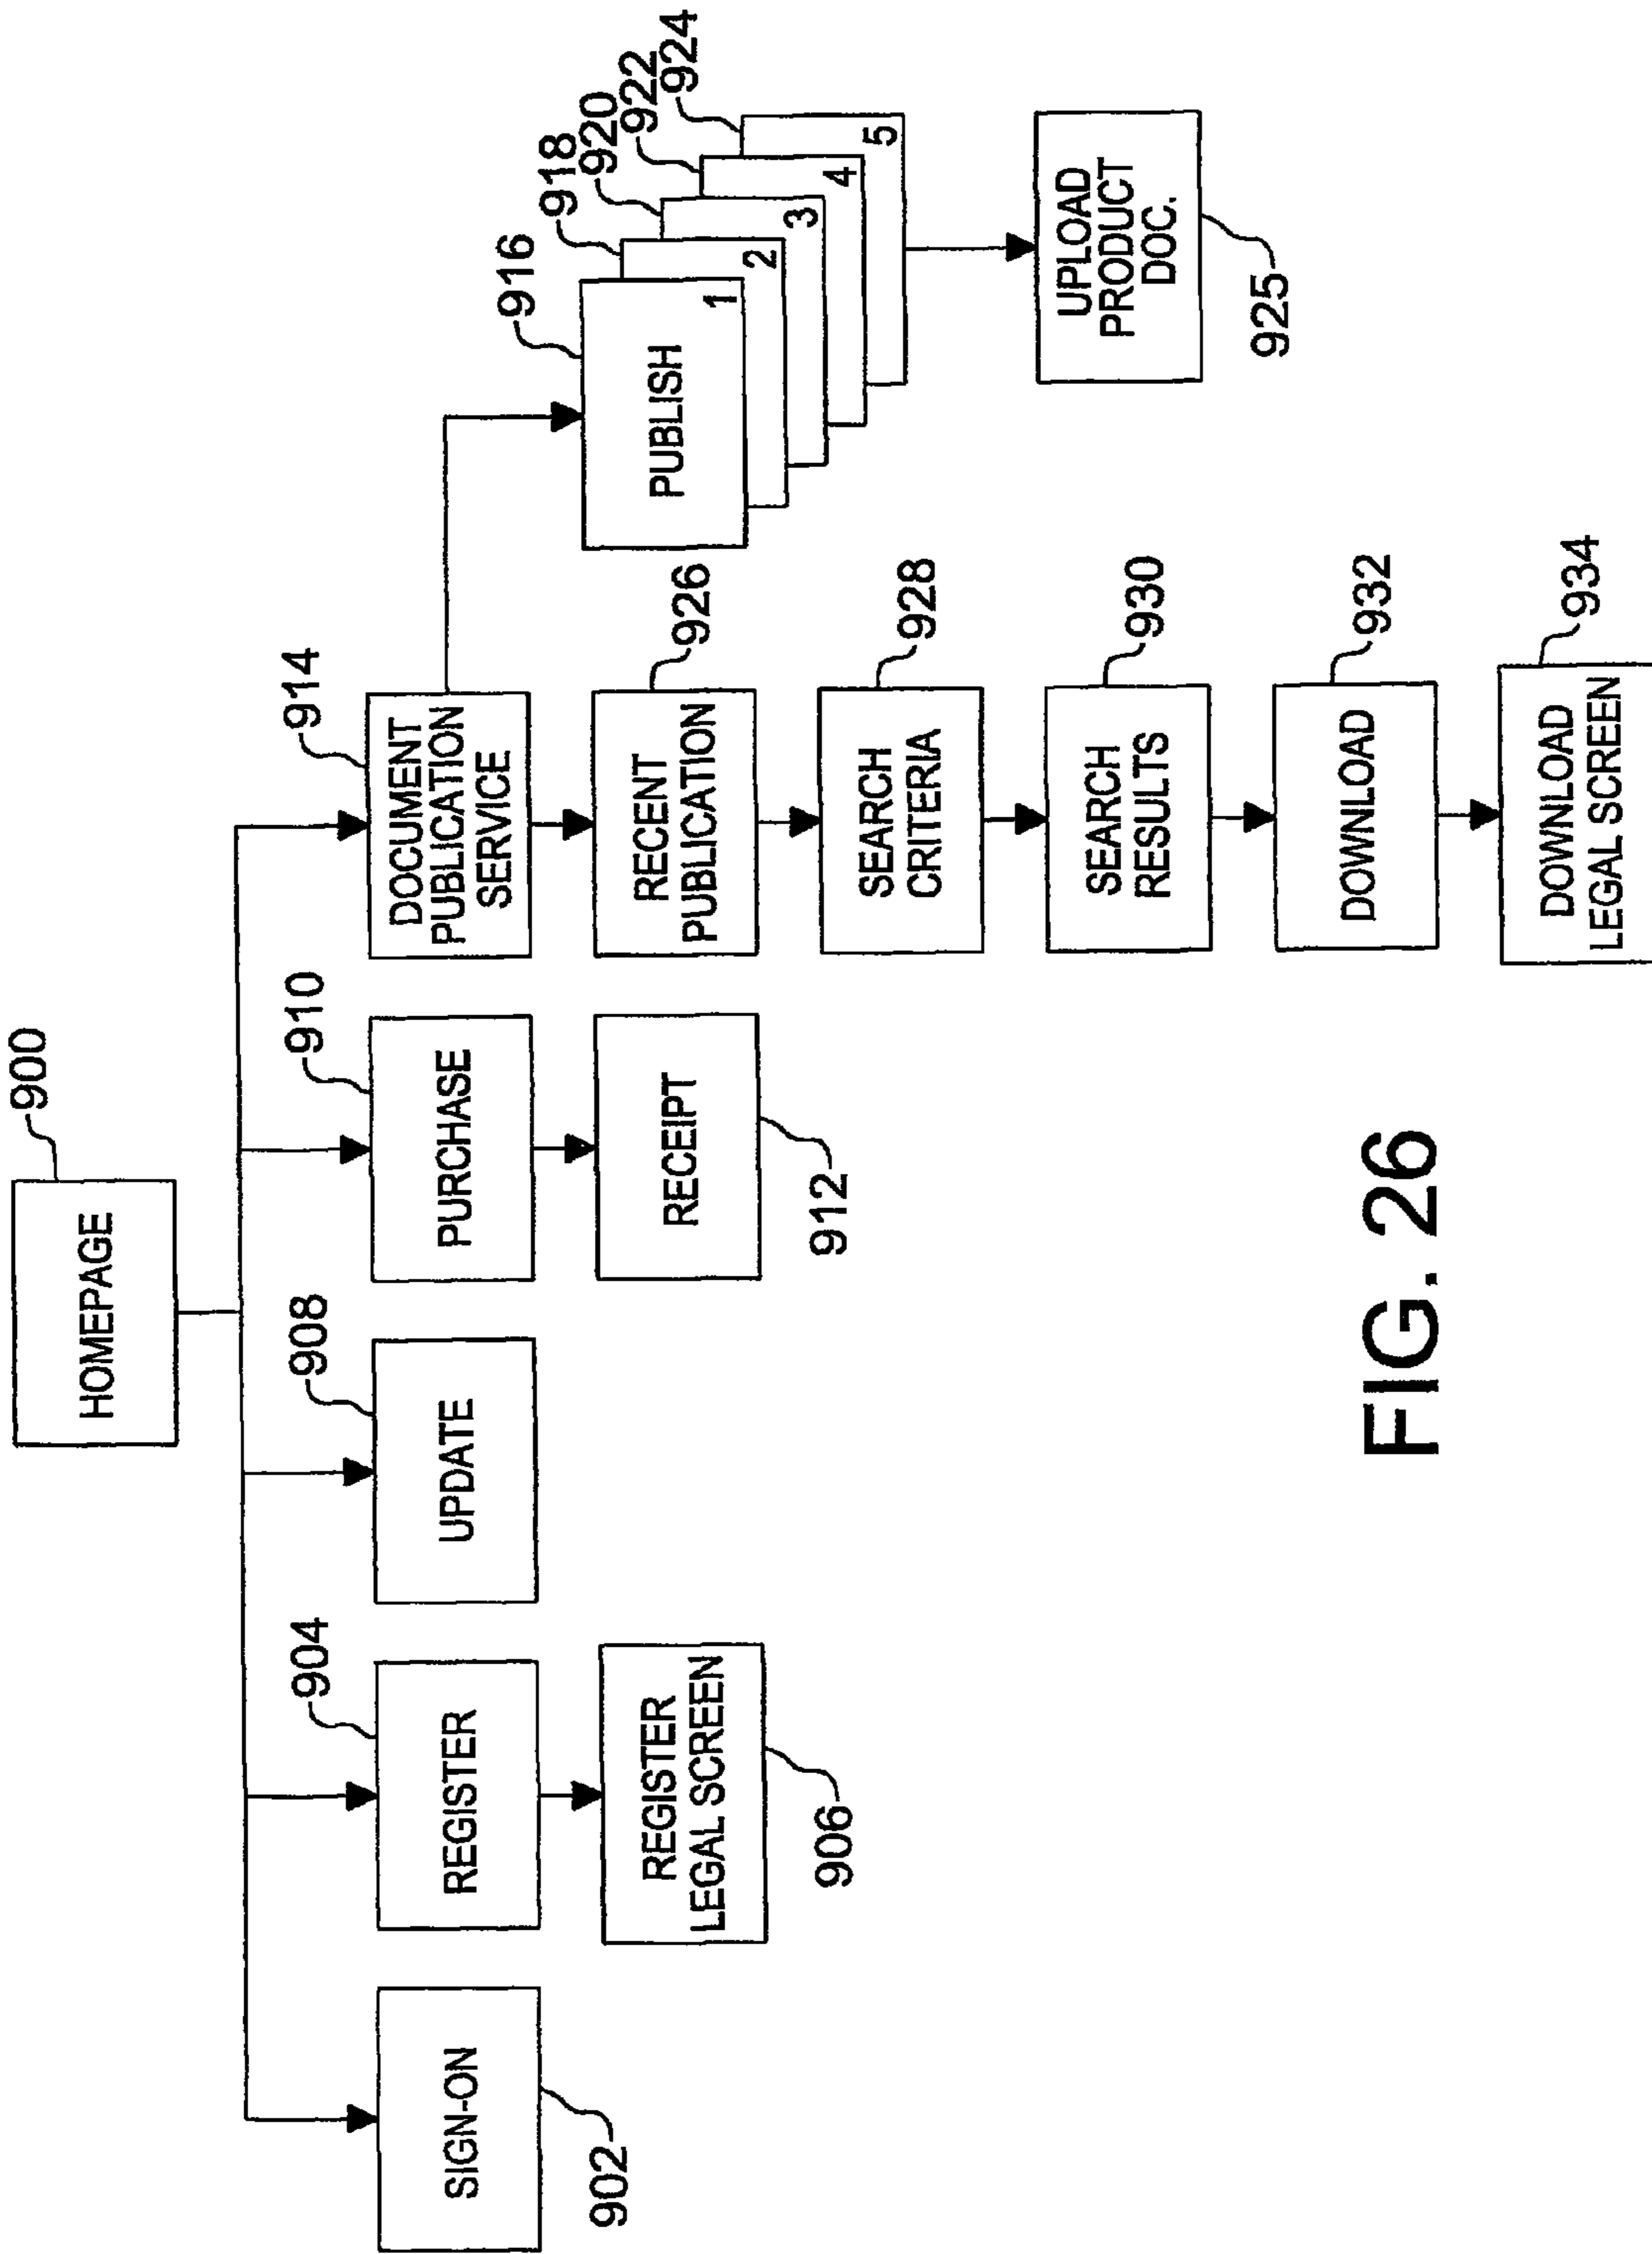 900
HOMEPAGE
902
SIGN-ON
904
REGISTER
906
REGISTER
LEGAL SCREEN
908
UPDATE
910
PURCHASE
912
RECEIPT
914
DOCUMENT
PUBLICATION
SERVICE
916
918
920
922
924
PUBLISH
1
2
3
4
5
UPLOAD
PRODUCT
DOC.
925
926
RECENT
PUBLICATION
928
SEARCH
CRITERIA
930
SEARCH
RESULTS
932
DOWNLOAD
934
DOWNLOAD
LEGAL SCREEN
FIG. 26